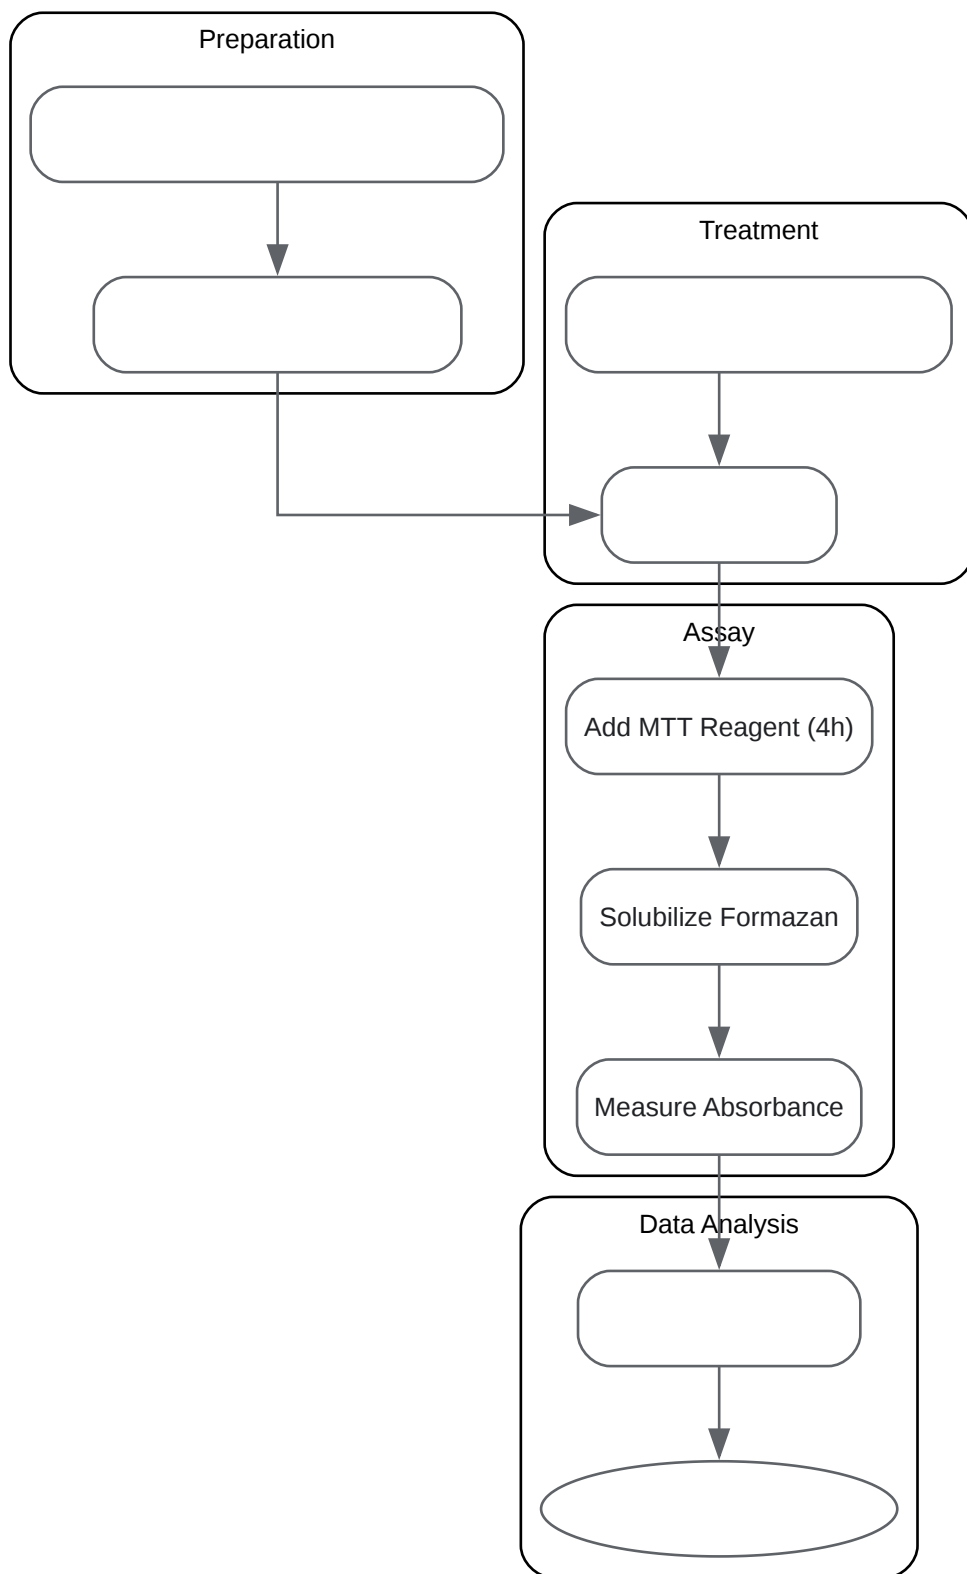 Preparation
Treatment
Assay
Add MTT Reagent (4h)
Solubilize Formazan
Measure Absorbance
Data Analysis